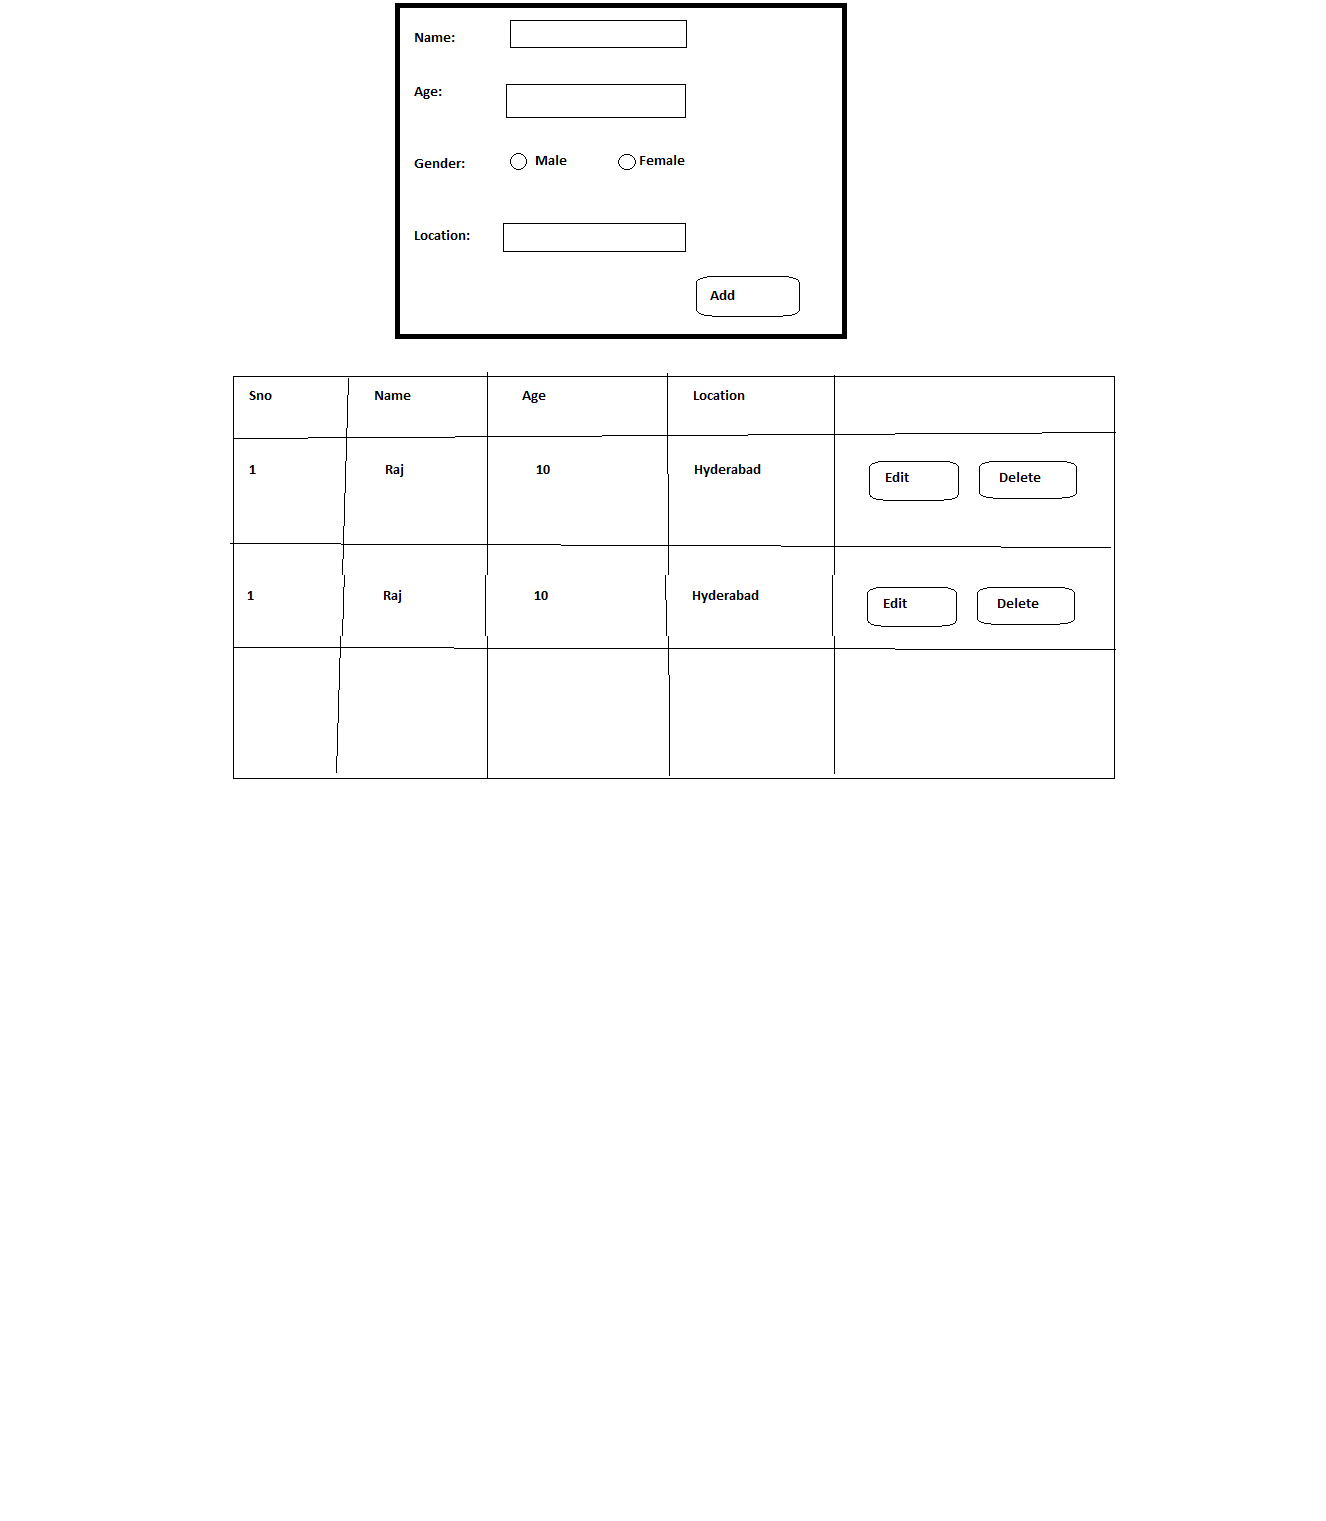 Name:
Age:
Gender: Male Female
Location:
Add
Sno Name Age Location
1 Raj 10 Hyderabad Edit Delete
1 Raj 10 Hyderabad Edit Delete